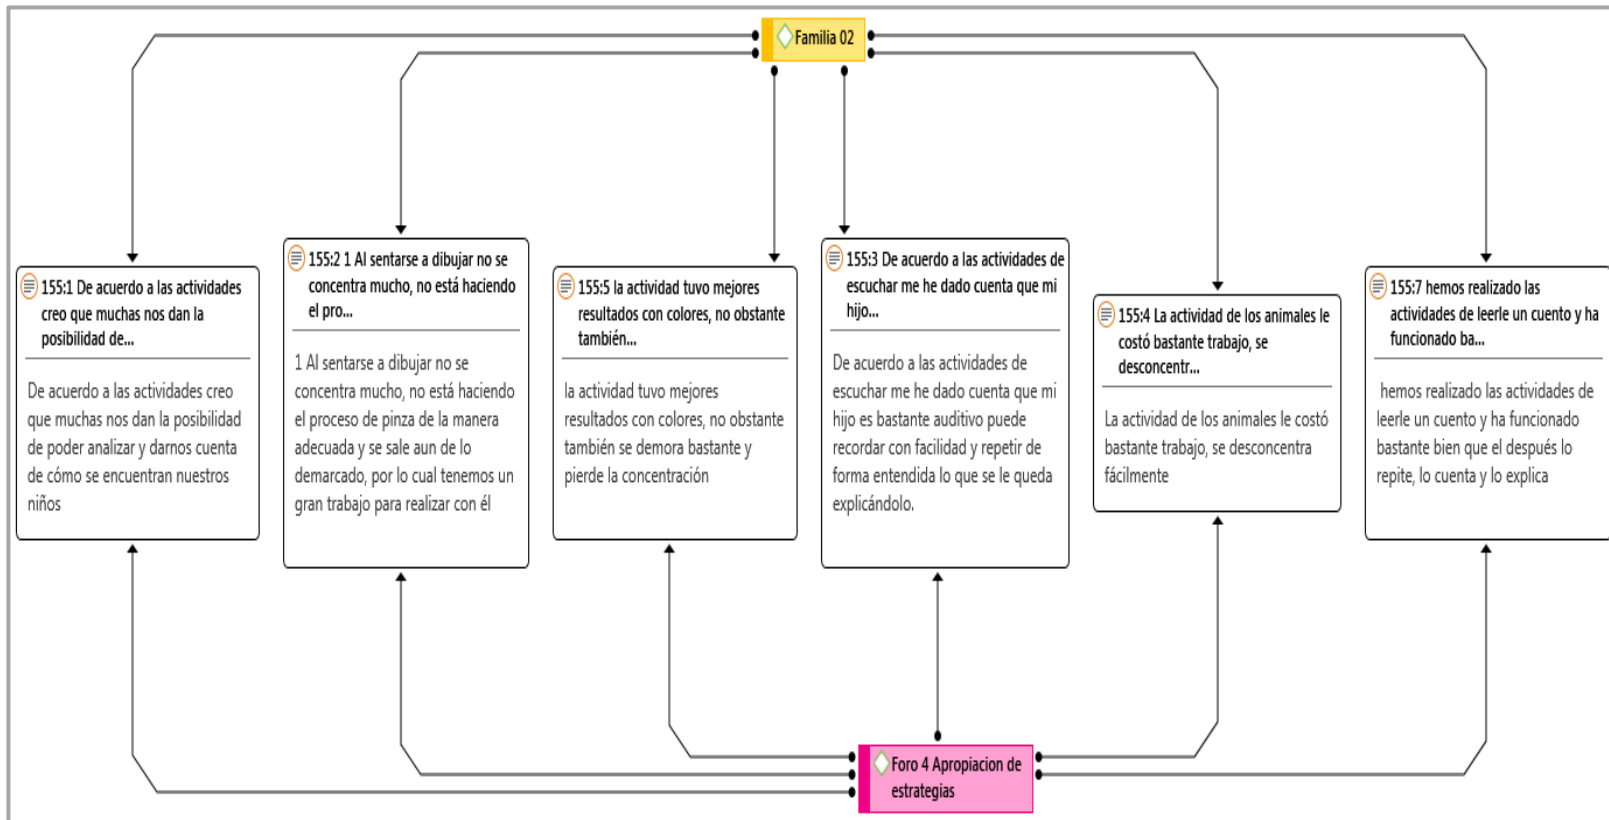 Familia 02
155:1 De acuerdo a las actividades
creo que muchas nos dan la
posibilidad de...
De acuerdo a las actividades creo
que muchas nos dan la posibilidad
de poder analizar y darnos cuenta
de cómo se encuentran nuestros
niños
155:2 1 Al sentarse a dibujar no se
concentra mucho, no está haciendo
el pro...
1 Al sentarse a dibujar no se
concentra mucho, no está haciendo
el proceso de pinza de la manera
adecuada y se sale aun de lo
demarcado, por lo cual tenemos un
gran trabajo para realizar con él
155:5 la actividad tuvo mejores
resultados con colores, no obstante
también...
la actividad tuvo mejores
resultados con colores, no obstante
también se demora bastante y
pierde la concentración
155:3 De acuerdo a las actividades de
escuchar me he dado cuenta que mi
hijo...
De acuerdo a las actividades de
escuchar me he dado cuenta que mi
hijo es bastante auditivo puede
recordar con facilidad y repetir de
forma entendida lo que se le queda
explicándolo.
155:4 La actividad de los animales le
costó bastante trabajo, se
desconcentr...
La actividad de los animales le costó
bastante trabajo, se desconcentra
fácilmente
155:7 hemos realizado las
actividades de leerle un cuento y ha
funcionado ba...
hemos realizado las actividades de
leerle un cuento y ha funcionado
bastante bien que el después lo
repite, lo cuenta y lo explica
Foro 4 Apropiacion de
estrategias